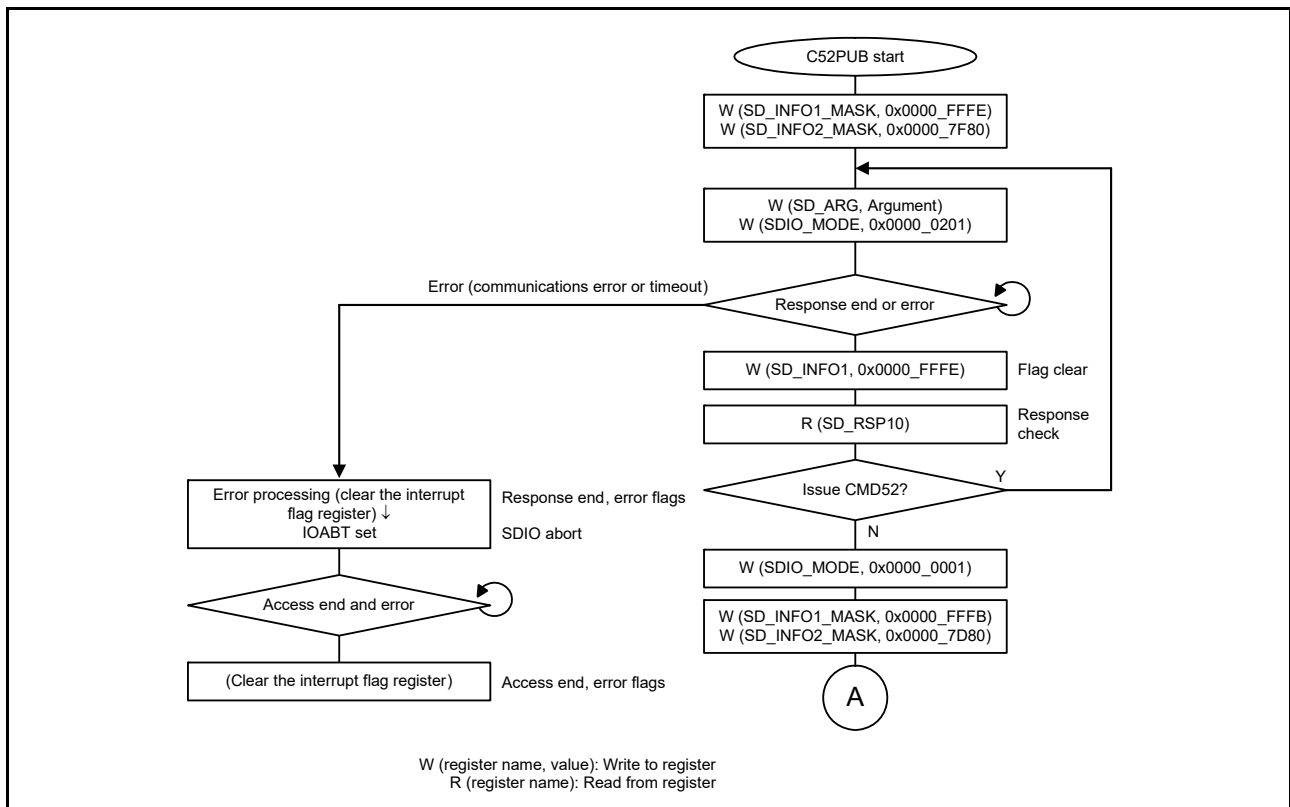 C52PUB start
W (SD_INFO1_MASK, 0x0000_FFFE)
W (SD_INFO2_MASK, 0x0000_7F80)
W (SD_ARG, Argument)
W (SDIO_MODE, 0x0000_0201)
Error (communications error or timeout)
Response end or error
W (SD_INFO1, 0x0000_FFFE)
Flag clear
R (SD_RSP10)
Response
check
Issue CMD52?
Y
N
Error processing (clear the interrupt
flag register) ↓
IOABT set
Response end, error flags
SDIO abort
W (SDIO_MODE, 0x0000_0001)
Access end and error
W (SD_INFO1_MASK, 0x0000_FFFB)
W (SD_INFO2_MASK, 0x0000_7D80)
(Clear the interrupt flag register)
Access end, error flags
A
W (register name, value): Write to register
R (register name): Read from register